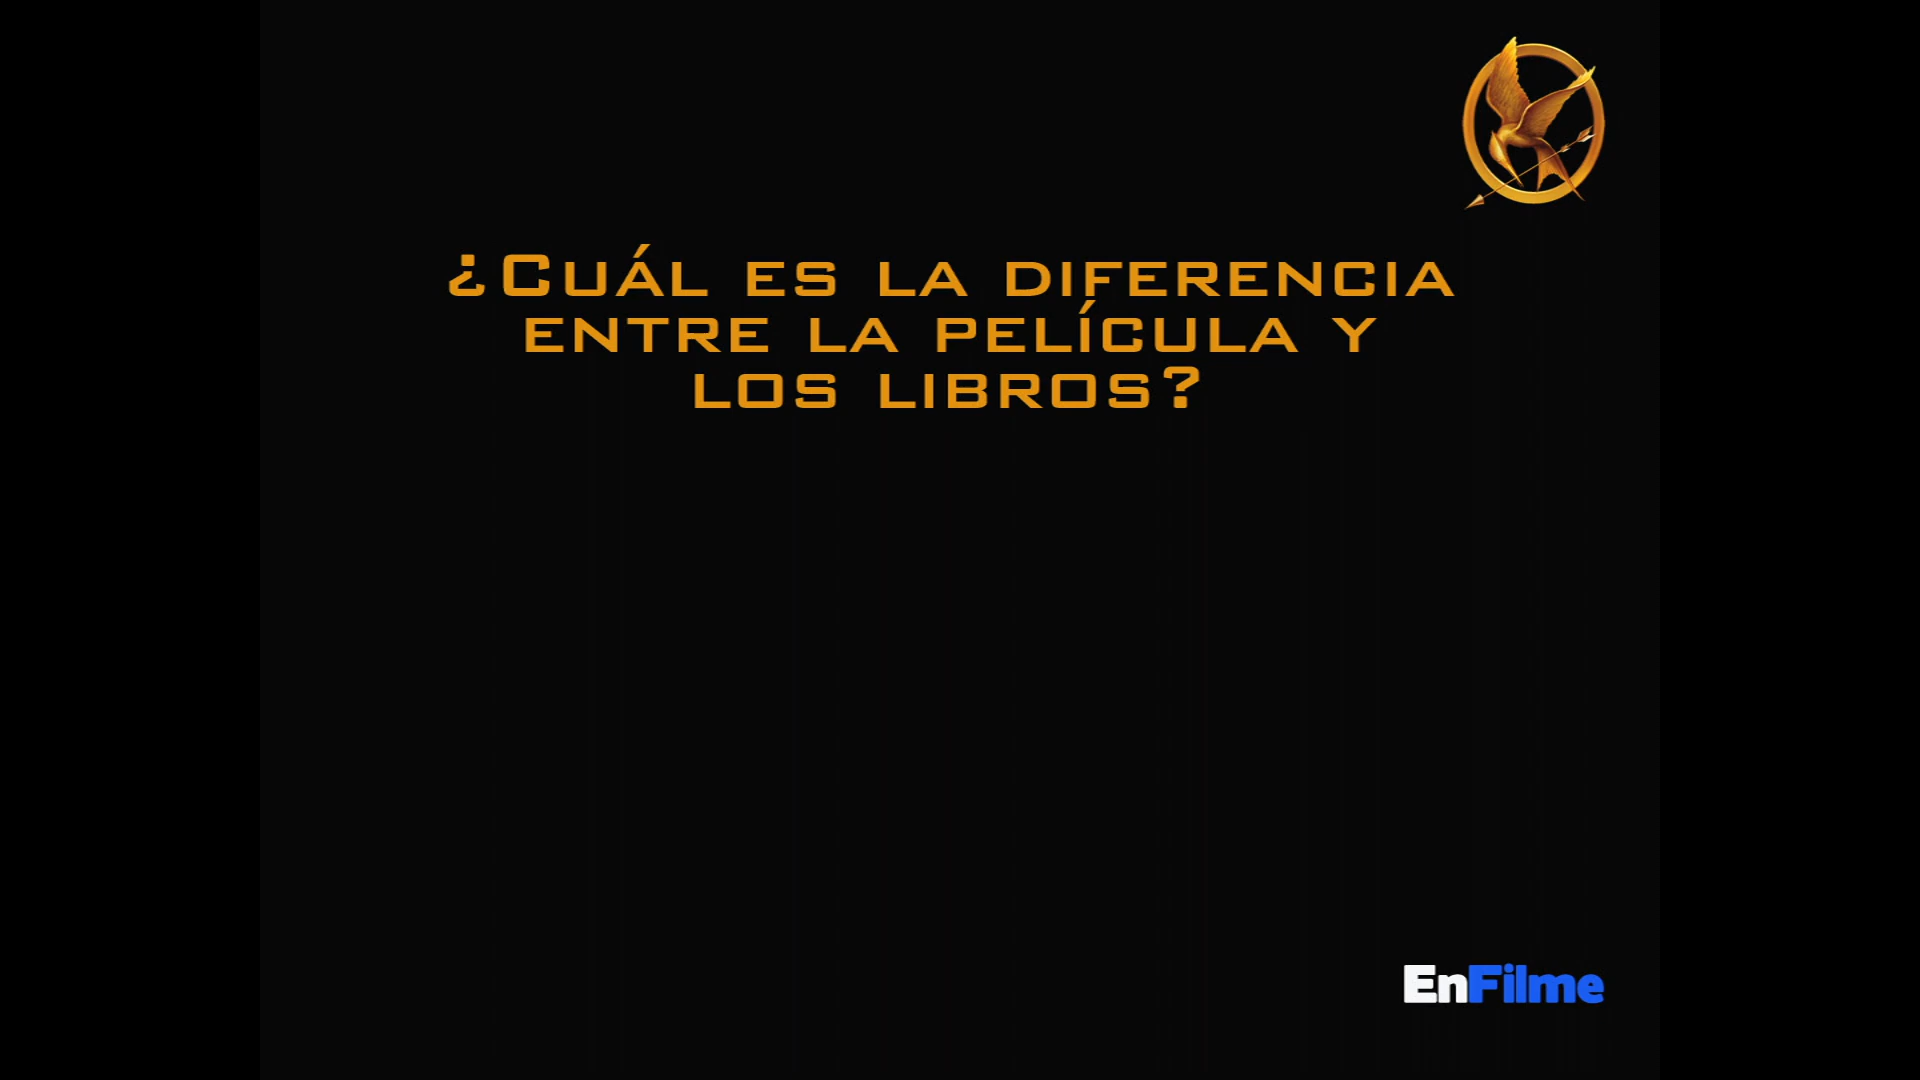 ¿Cuál es la diferencia
entre la película y
los libros?
EnFilme